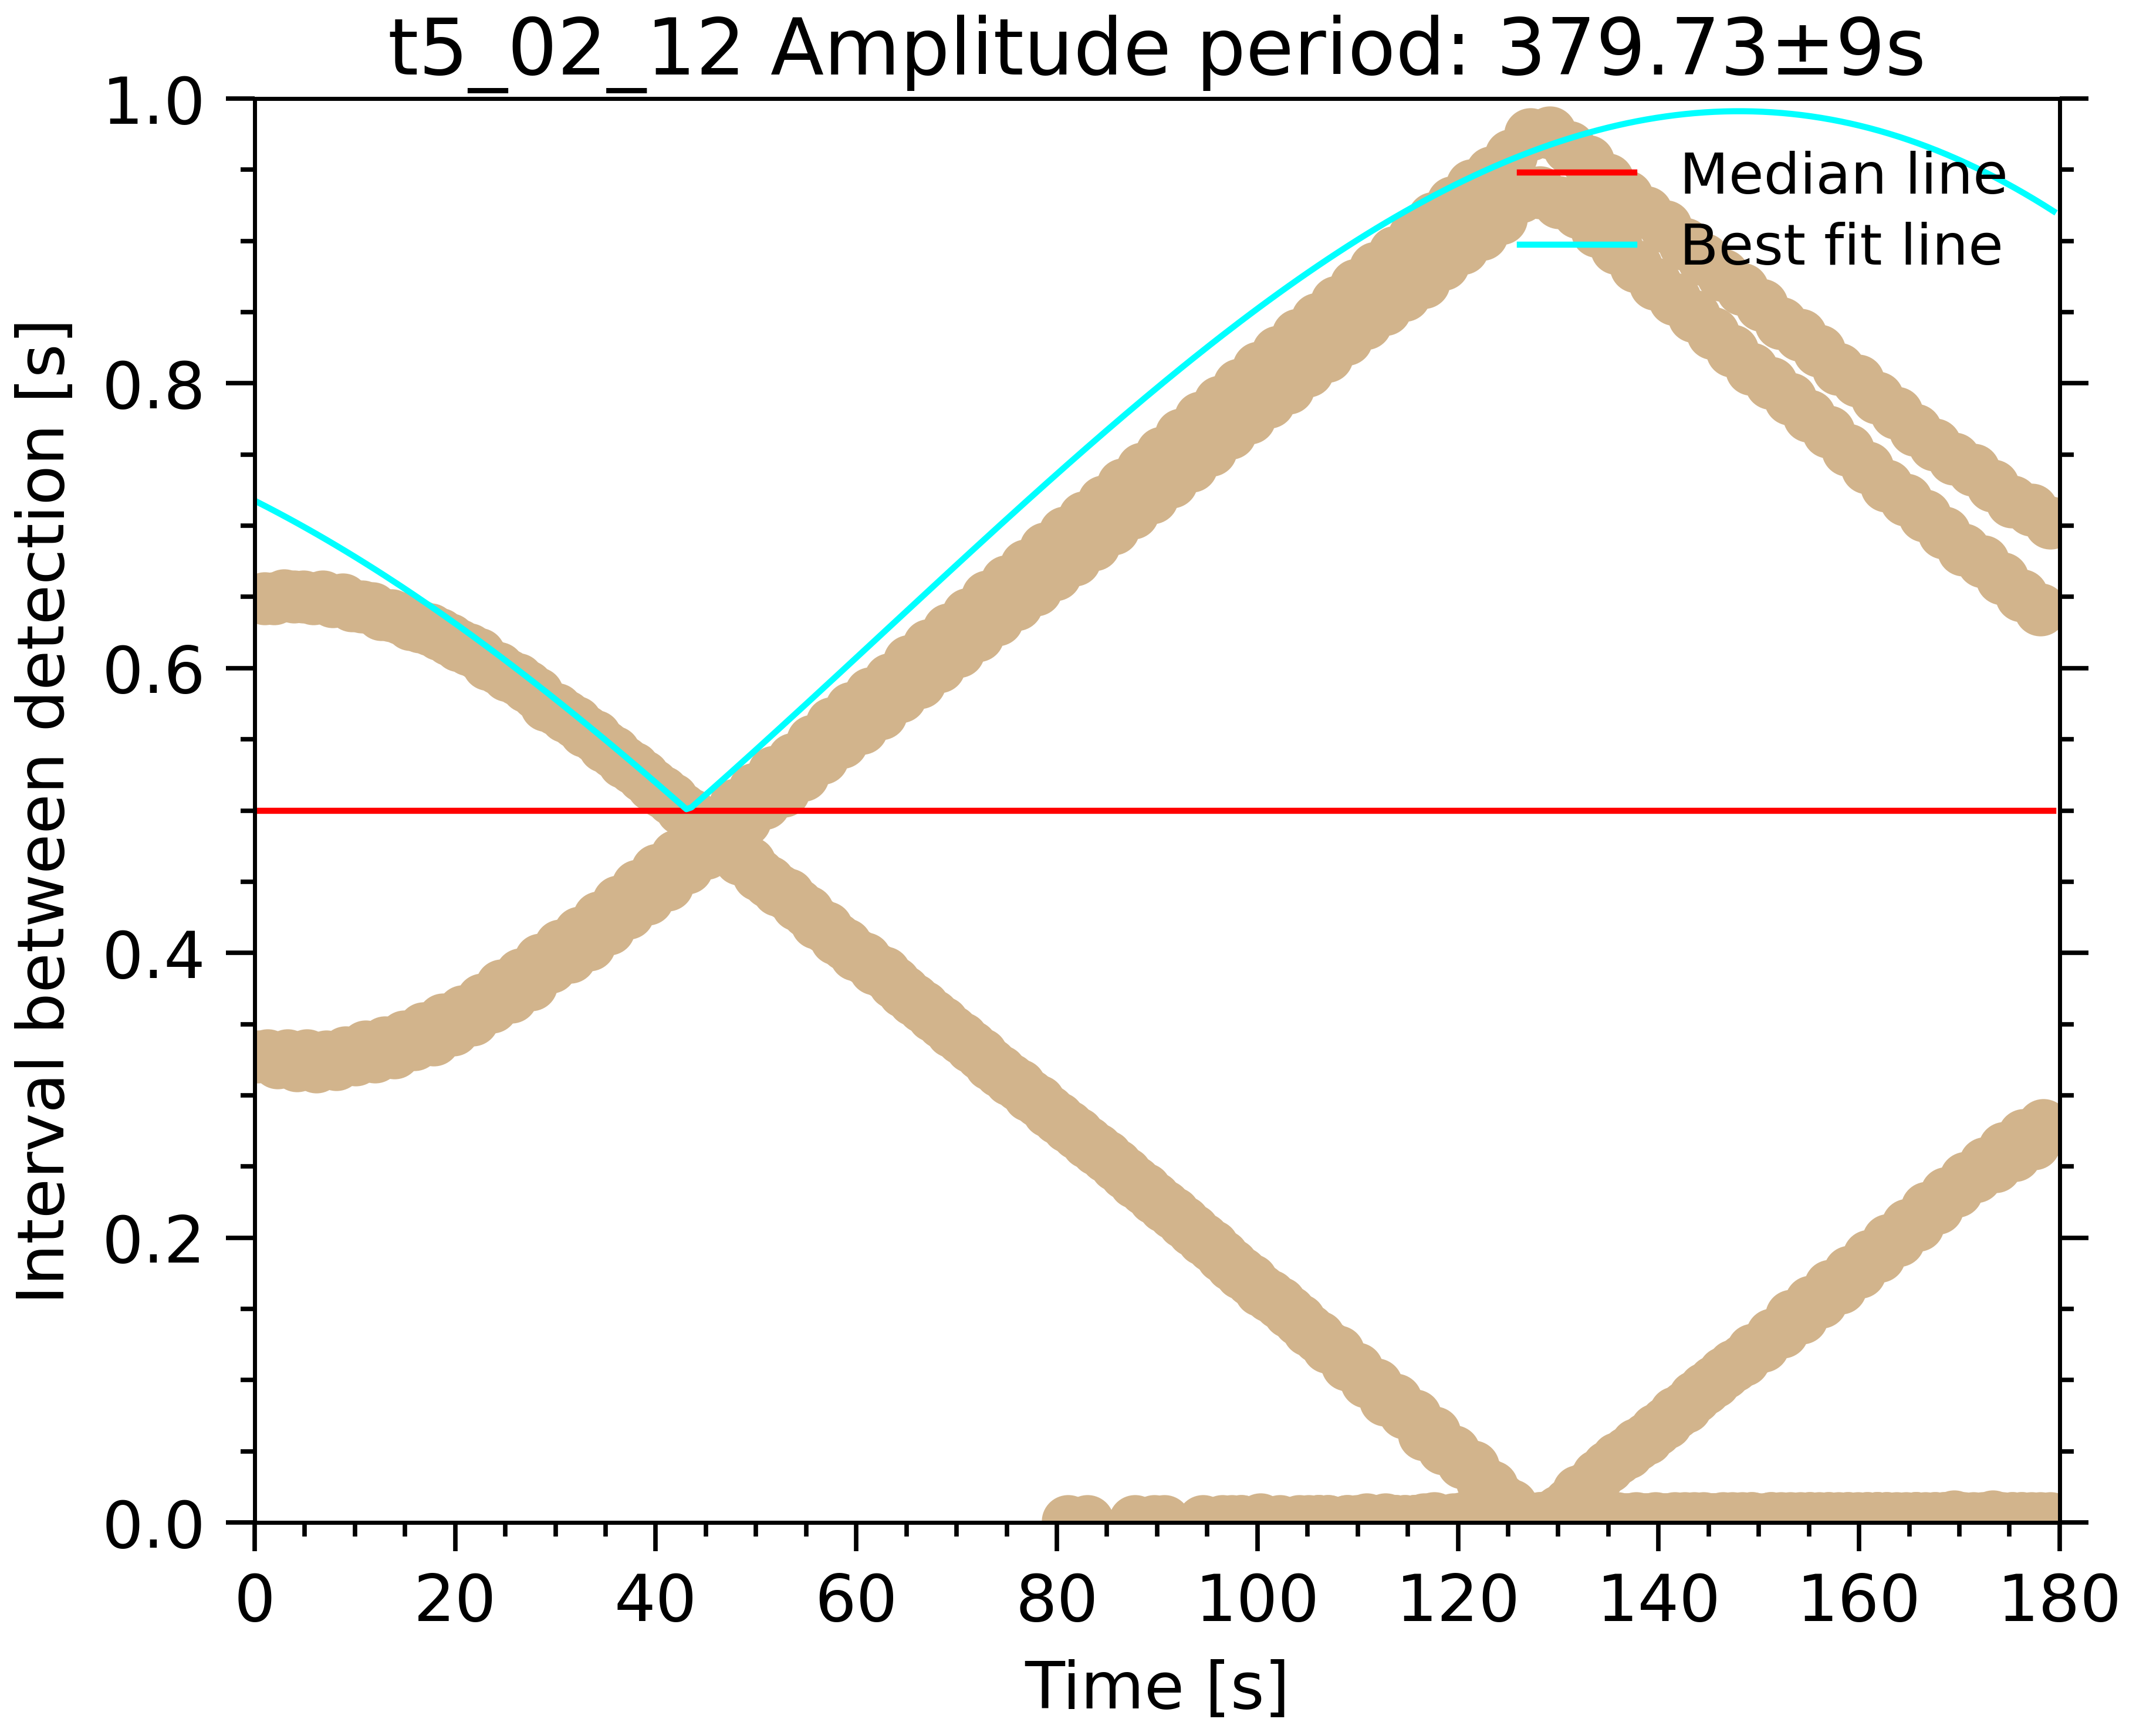 t5_02_12 Amplitude period: 379.73±9s
1.0
0.8
0.6
0.4
0.2
0.0
Interval between detection [s]
Median line
Best fit line
0 20 40 60 80 100 120 140 160 180
Time [s]